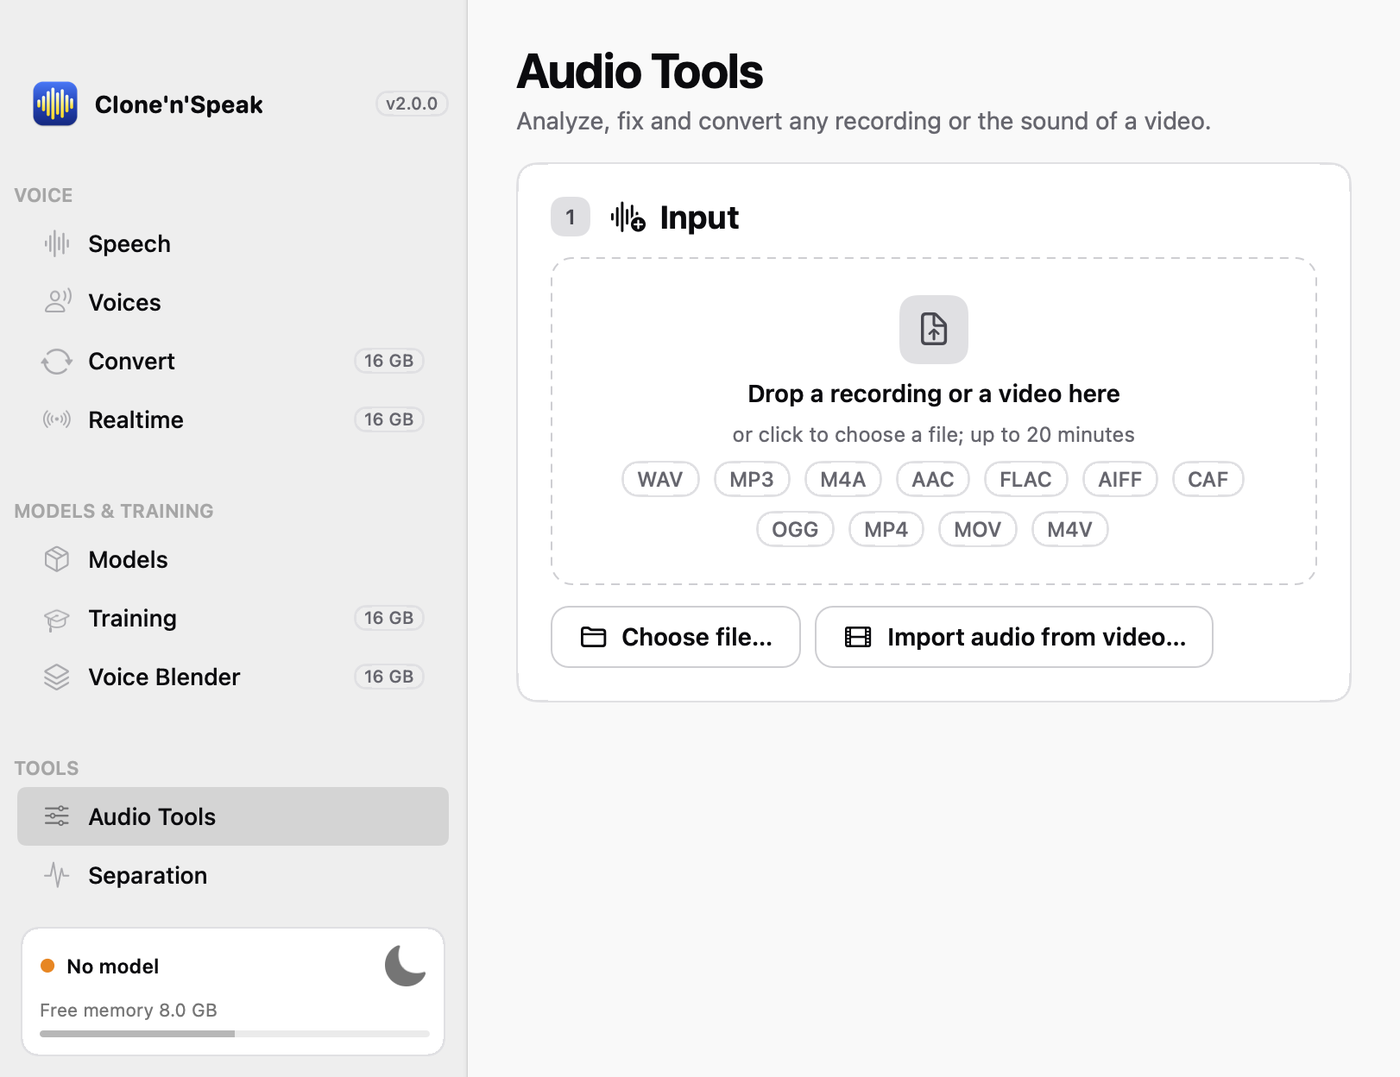 Clone'n'Speak v2.0.0
VOICE
Speech
Voices
Convert 16 GB
Realtime 16 GB
MODELS & TRAINING
Models
Training 16 GB
Voice Blender 16 GB
TOOLS
Audio Tools
Separation
No model
Free memory 8.0 GB
Audio Tools
Analyze, fix and convert any recording or the sound of a video.
1 Input
Drop a recording or a video here
or click to choose a file; up to 20 minutes
WAV MP3 M4A AAC FLAC AIFF CAF
OGG MP4 MOV M4V
Choose file... Import audio from video...